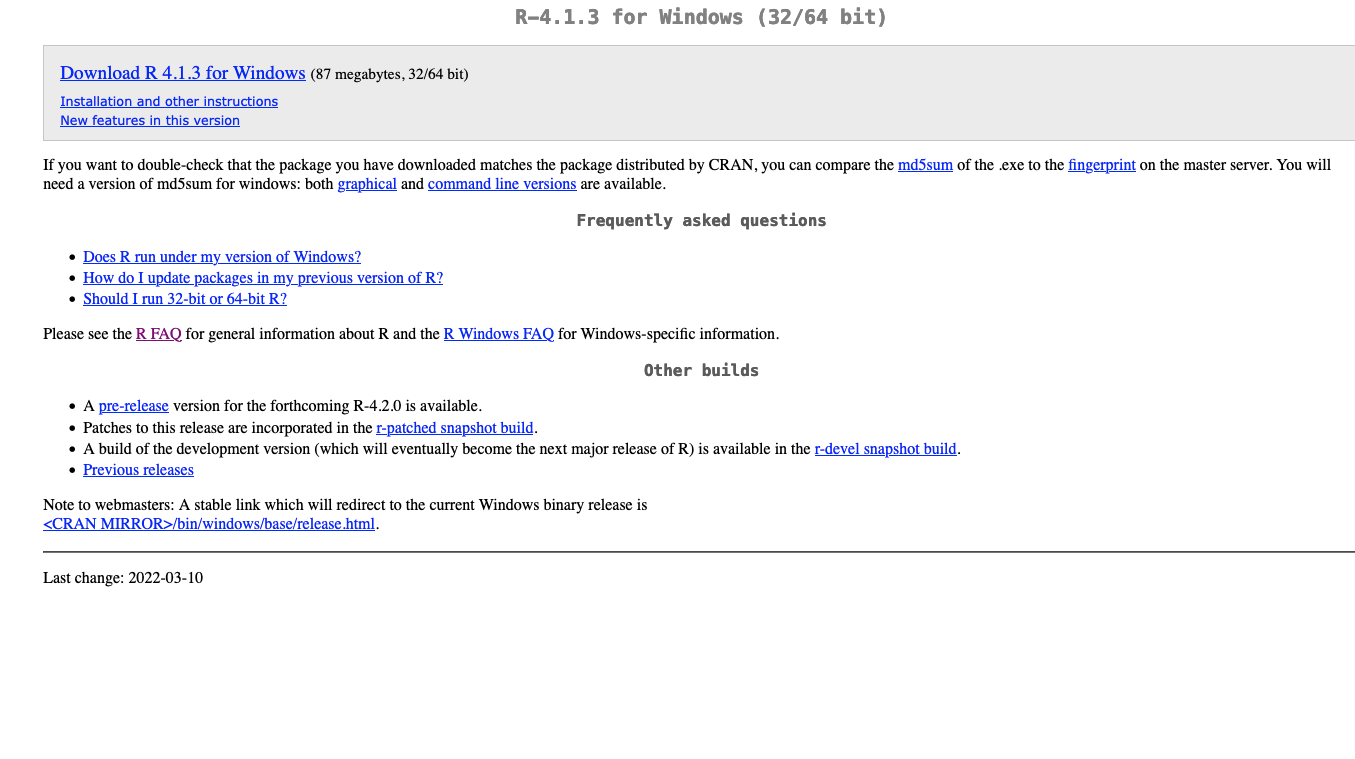 R-4.1.3 for Windows (32/64 bit)
Download R 4.1.3 for Windows (87 megabytes, 32/64 bit)
Installation and other instructions
New features in this version
If you want to double-check that the package you have downloaded matches the package distributed by CRAN, you can compare the md5sum of the .exe to the fingerprint on the master server. You will
need a version of md5sum for windows: both graphical and command line versions are available.
Frequently asked questions
• Does R run under my version of Windows?
• How do I update packages in my previous version of R?
• Should I run 32-bit or 64-bit R?
Please see the R FAQ for general information about R and the R Windows FAQ for Windows-specific information.
Other builds
• A pre-release version for the forthcoming R-4.2.0 is available.
• Patches to this release are incorporated in the r-patched snapshot build.
• A build of the development version (which will eventually become the next major release of R) is available in the r-devel snapshot build.
• Previous releases
Note to webmasters: A stable link which will redirect to the current Windows binary release is
<CRAN MIRROR>/bin/windows/base/release.html.
Last change: 2022-03-10